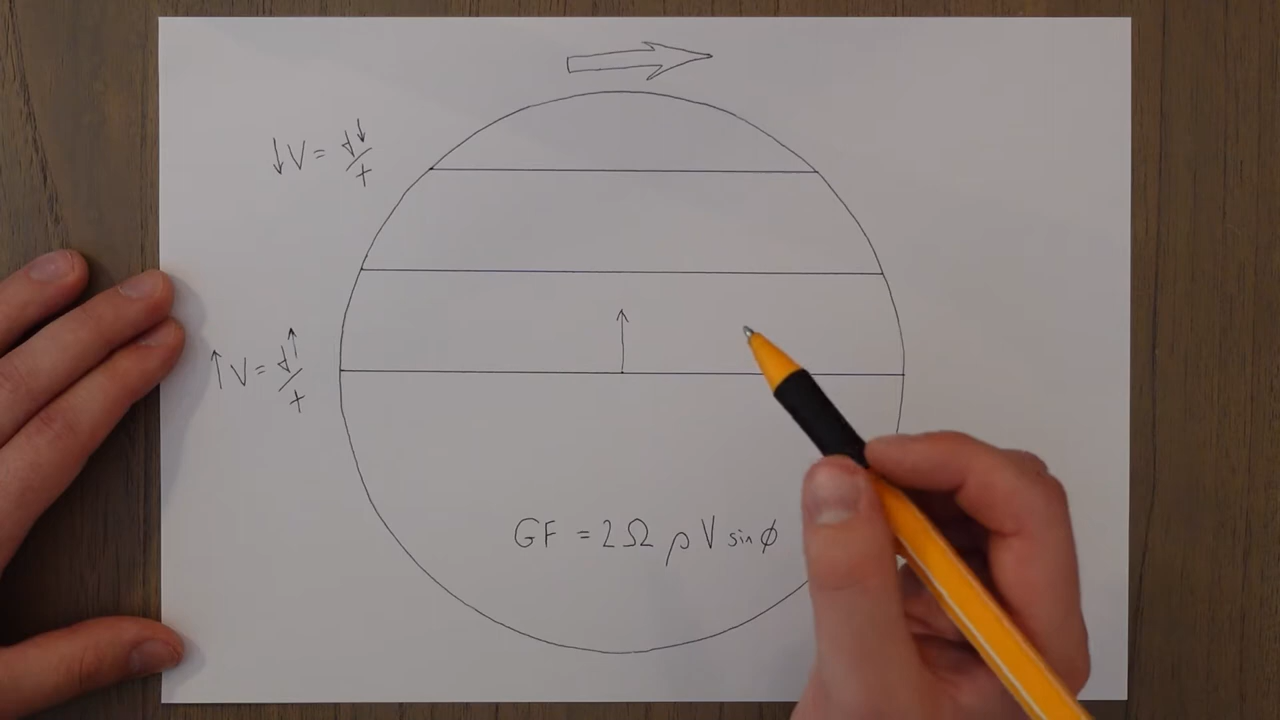 ↓V = d↓/t
↑V = d↑/t
GF = 2Ω ρ V sin φ